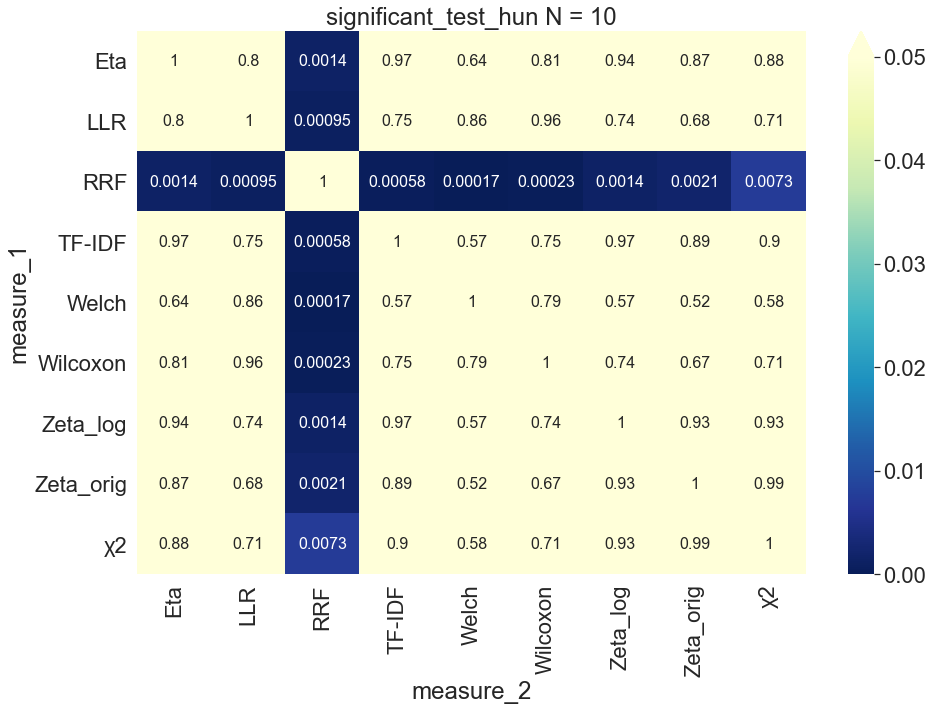 significant_test_hun N = 10
Eta 1 0.8 0.0014 0.97 0.64 0.81 0.94 0.87 0.88
LLR 0.8 1 0.00095 0.75 0.86 0.96 0.74 0.68 0.71
RRF 0.0014 0.00095 1 0.00058 0.00017 0.00023 0.0014 0.0021 0.0073
TF-IDF 0.97 0.75 0.00058 1 0.57 0.75 0.97 0.89 0.9
Welch 0.64 0.86 0.00017 0.57 1 0.79 0.57 0.52 0.58
Wilcoxon 0.81 0.96 0.00023 0.75 0.79 1 0.74 0.67 0.71
Zeta_log 0.94 0.74 0.0014 0.97 0.57 0.74 1 0.93 0.93
Zeta_orig 0.87 0.68 0.0021 0.89 0.52 0.67 0.93 1 0.99
χ2 0.88 0.71 0.0073 0.9 0.58 0.71 0.93 0.99 1
Eta LLR RRF TF-IDF Welch Wilcoxon Zeta_log Zeta_orig χ2
measure_2
measure_1
0.05
0.04
0.03
0.02
0.01
0.00